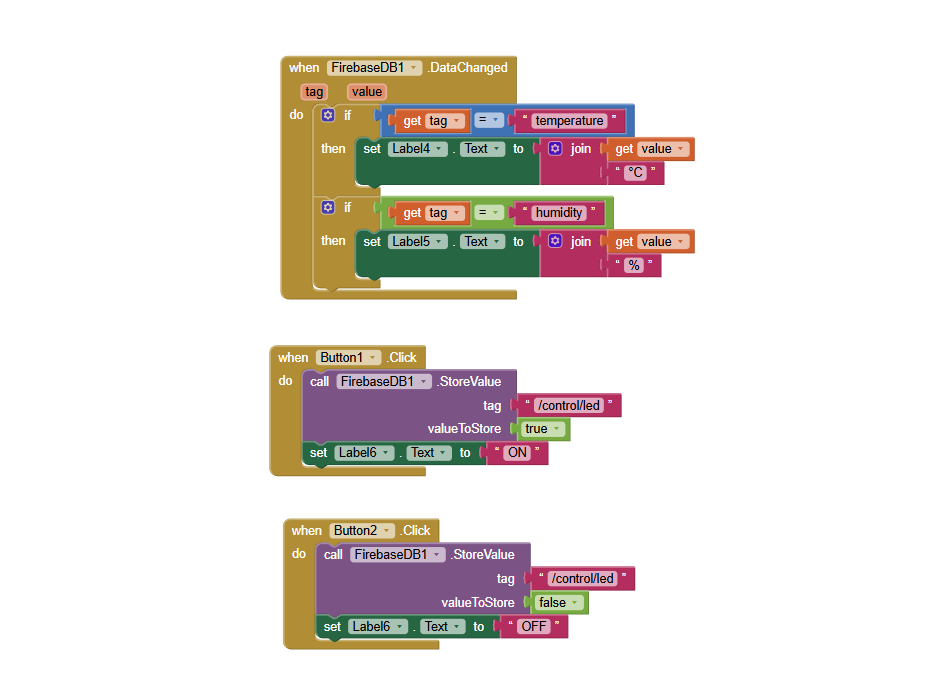 when FirebaseDB1 .DataChanged
tag value
do if get tag = " temperature "
then set Label4 . Text to join get value
" °C "
if get tag = " humidity "
then set Label5 . Text to join get value
" % "
when Button1 .Click
do call FirebaseDB1 .StoreValue
tag " /control/led "
valueToStore true
set Label6 . Text to " ON "
when Button2 .Click
do call FirebaseDB1 .StoreValue
tag " /control/led "
valueToStore false
set Label6 . Text to " OFF "